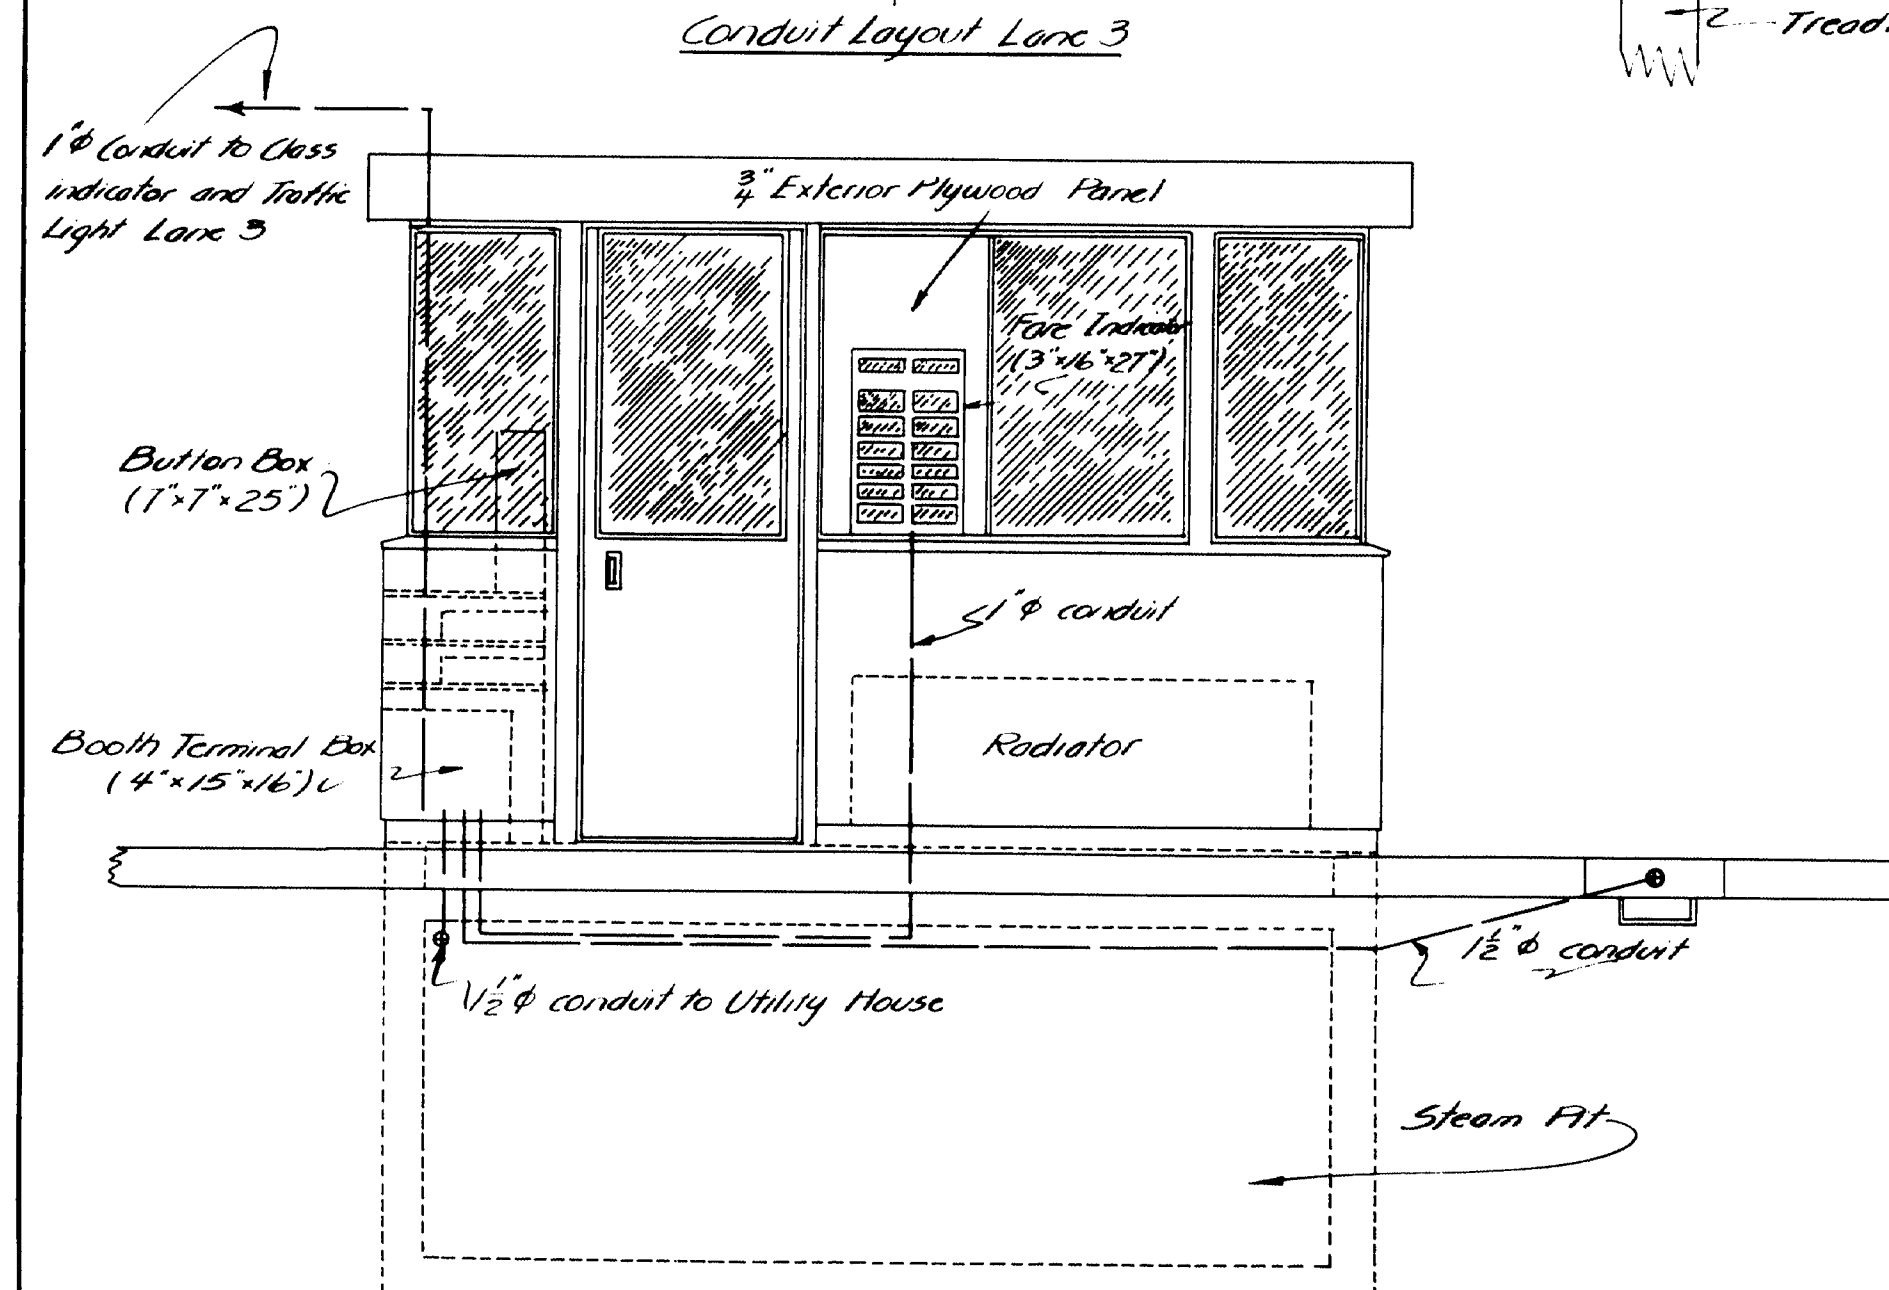 Conduit Layout Lane 3
Tread
1"ϕ Conduit to Class
indicator and Traffic
Light Lane 3
3/4" Exterior Plywood Panel
Fare Indicator
(3"x16"x27")
Button Box
(7"x7"x25")
1"ϕ conduit
Booth Terminal Box
(4"x15"x16")
Radiator
1 1/2"ϕ conduit
1 1/2"ϕ conduit to Utility House
Steam Pit